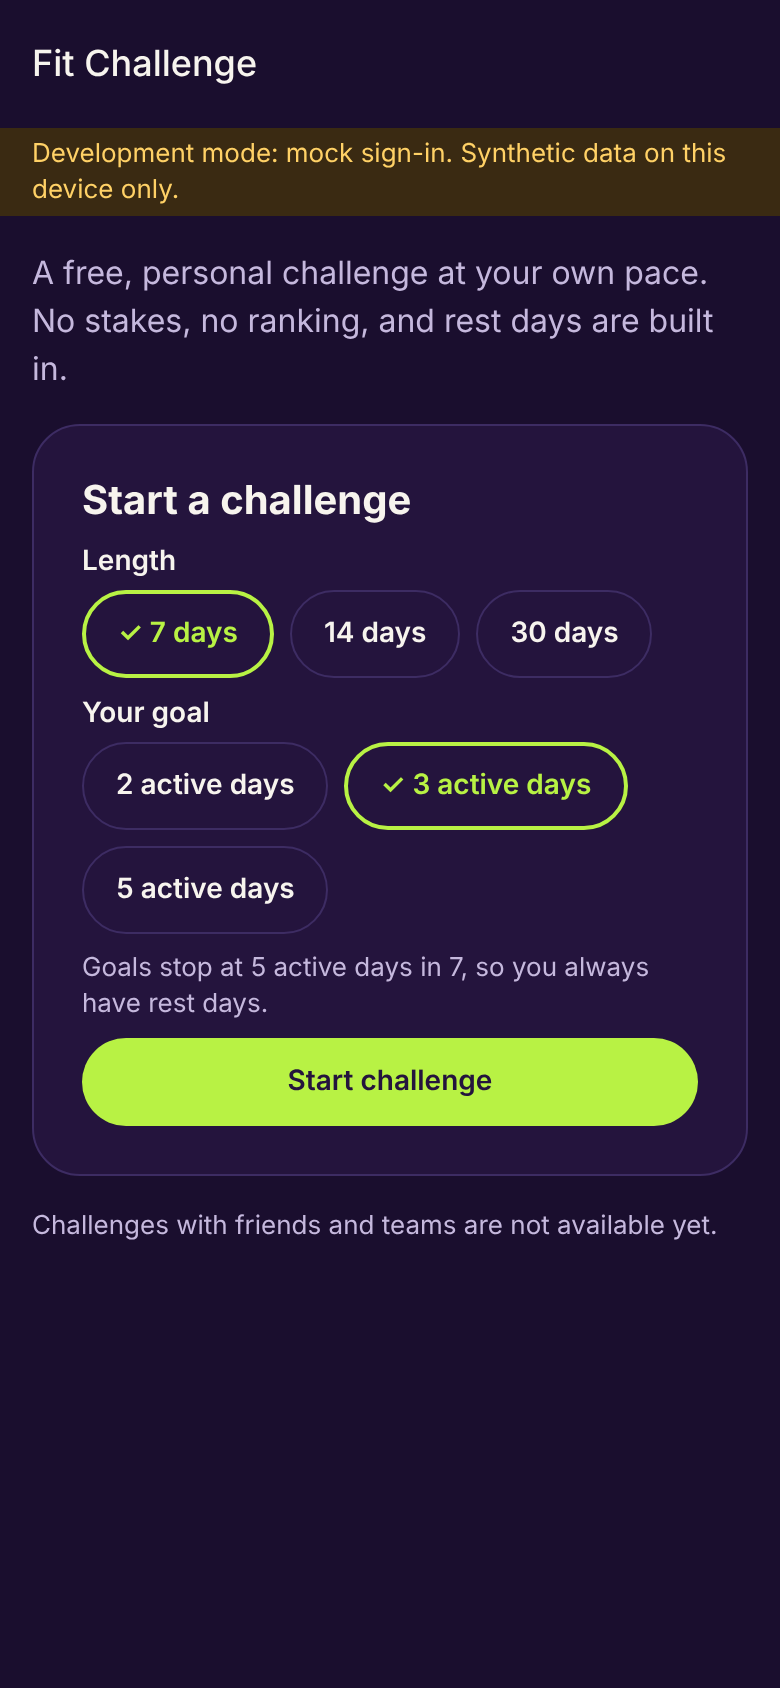 Fit Challenge
Development mode: mock sign-in. Synthetic data on this
device only.
A free, personal challenge at your own pace.
No stakes, no ranking, and rest days are built
in.
Start a challenge
Length
✓ 7 days
14 days
30 days
Your goal
2 active days
✓ 3 active days
5 active days
Goals stop at 5 active days in 7, so you always
have rest days.
Start challenge
Challenges with friends and teams are not available yet.